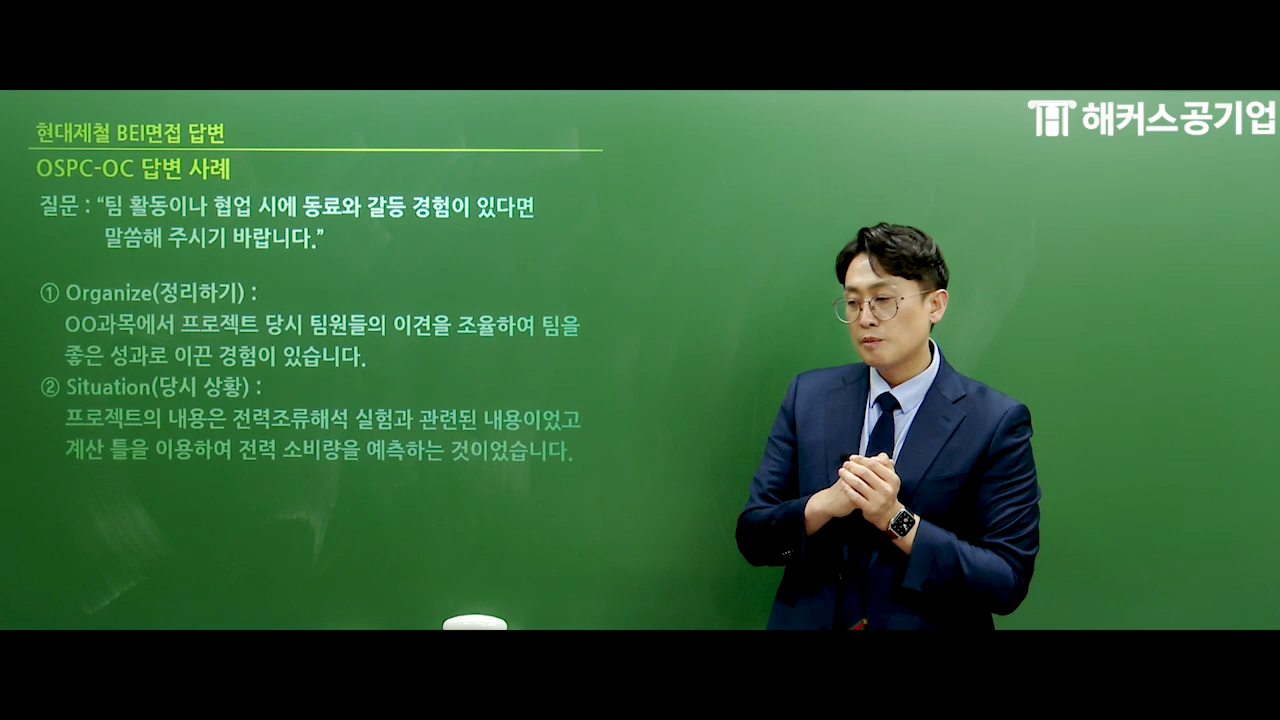 현대제철 BEI면접 답변
해커스공기업
OSPC-OC 답변 사례
질문 : “팀 활동이나 협업 시에 동료와 갈등 경험이 있다면
말씀해 주시기 바랍니다.”
① Organize(정리하기) :
OO과목에서 프로젝트 당시 팀원들의 이견을 조율하여 팀을
좋은 성과로 이끈 경험이 있습니다.
② Situation(당시 상황) :
프로젝트의 내용은 전력조류해석 실험과 관련된 내용이었고
계산 틀을 이용하여 전력 소비량을 예측하는 것이었습니다.